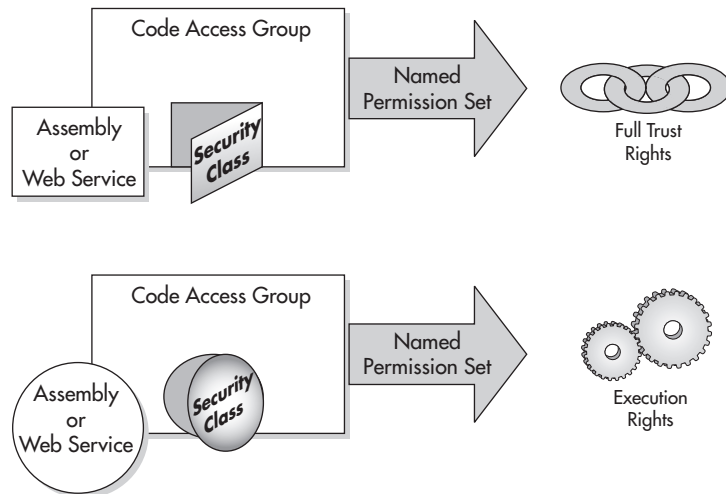 Code Access Group
Assembly
or
Web Service
Security
Class
Named
Permission Set
Full Trust
Rights
Code Access Group
Assembly
or
Web Service
Security
Class
Named
Permission Set
Execution
Rights